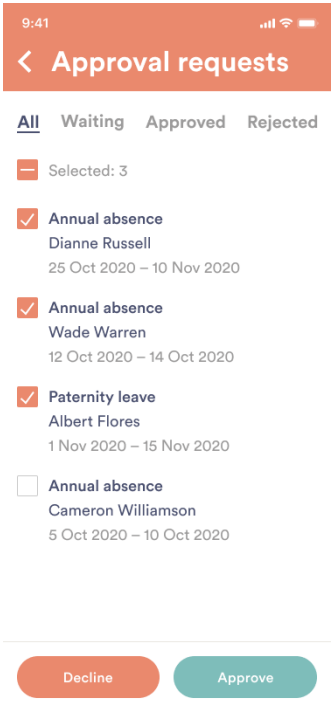 9:41
Approval requests
All Waiting Approved Rejected
Selected: 3
Annual absence
Dianne Russell
25 Oct 2020 – 10 Nov 2020
Annual absence
Wade Warren
12 Oct 2020 – 14 Oct 2020
Paternity leave
Albert Flores
1 Nov 2020 – 15 Nov 2020
Annual absence
Cameron Williamson
5 Oct 2020 – 10 Oct 2020
Decline Approve